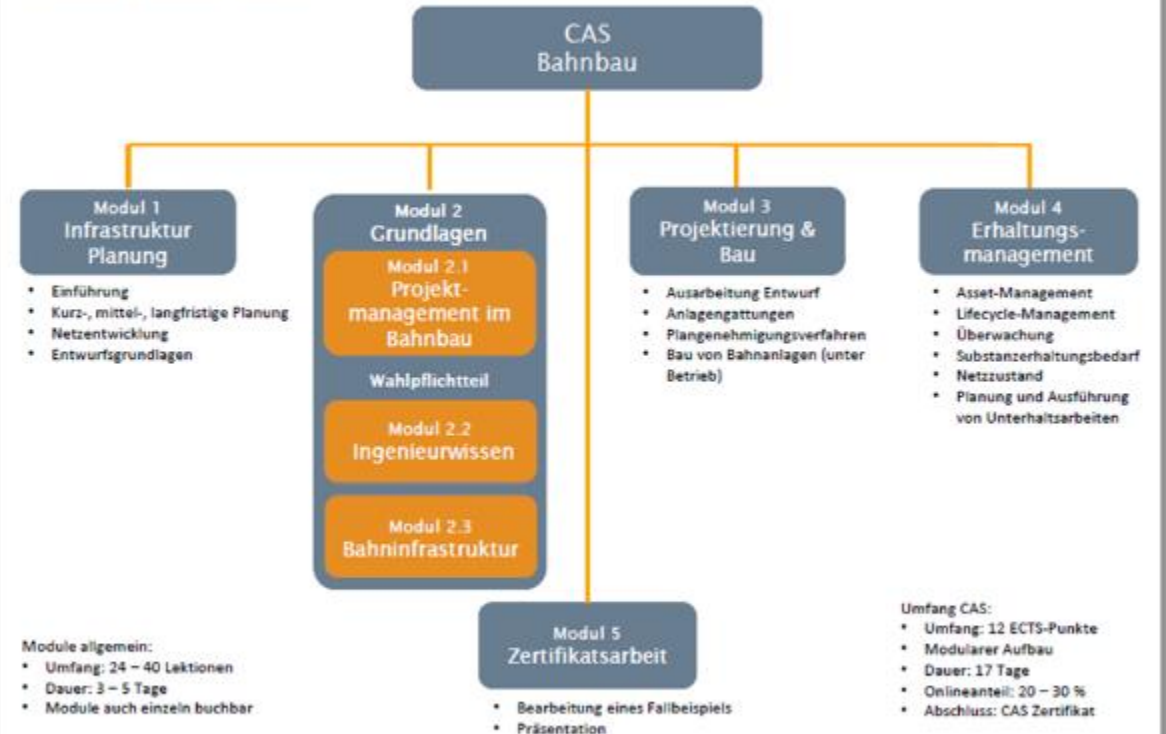 CAS
Bahnbau
Modul 1
Infrastruktur
Planung
• Einführung
• Kurz-, mittel-, langfristige Planung
• Netzentwicklung
• Entwurfsgrundlagen
Modul 2
Grundlagen
Modul 2.1
Projekt-
management im
Bahnbau
Wahlpflichtteil
Modul 2.2
Ingenieurwissen
Modul 2.3
Bahninfrastruktur
Modul 3
Projektierung &
Bau
• Ausarbeitung Entwurf
• Anlagengattungen
• Plangenehmigungsverfahren
• Bau von Bahnanlagen (unter
Betrieb)
Modul 4
Erhaltungs-
management
• Asset-Management
• Lifecycle-Management
• Überwachung
• Substanzerhaltungsbedarf
• Netzzustand
• Planung und Ausführung
von Unterhaltsarbeiten
Modul 5
Zertifikatsarbeit
• Bearbeitung eines Fallbeispiels
• Präsentation
Module allgemein:
• Umfang: 24 – 40 Lektionen
• Dauer: 3 – 5 Tage
• Module auch einzeln buchbar
Umfang CAS:
• Umfang: 12 ECTS-Punkte
• Modularer Aufbau
• Dauer: 17 Tage
• Onlineanteil: 20 – 30 %
• Abschluss: CAS Zertifikat